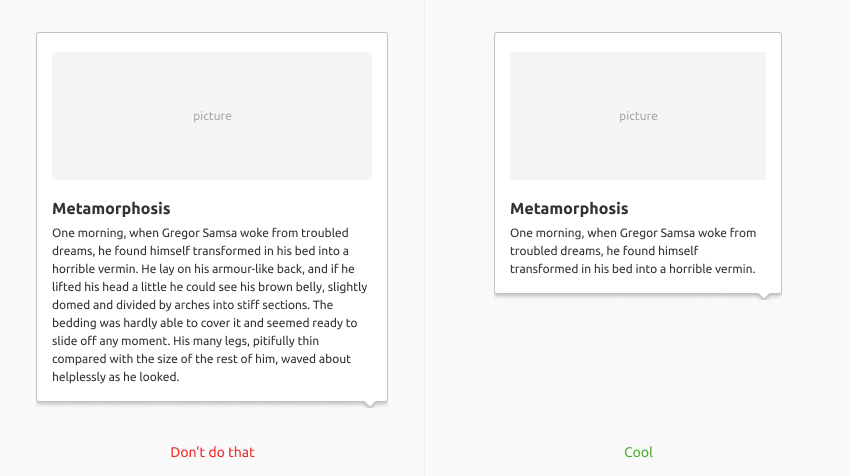 picture
Metamorphosis
One morning, when Gregor Samsa woke from troubled
dreams, he found himself transformed in his bed into a
horrible vermin. He lay on his armour-like back, and if he
lifted his head a little he could see his brown belly, slightly
domed and divided by arches into stiff sections. The
bedding was hardly able to cover it and seemed ready to
slide off any moment. His many legs, pitifully thin
compared with the size of the rest of him, waved about
helplessly as he looked.
Don't do that
picture
Metamorphosis
One morning, when Gregor Samsa woke from
troubled dreams, he found himself
transformed in his bed into a horrible vermin.
Cool